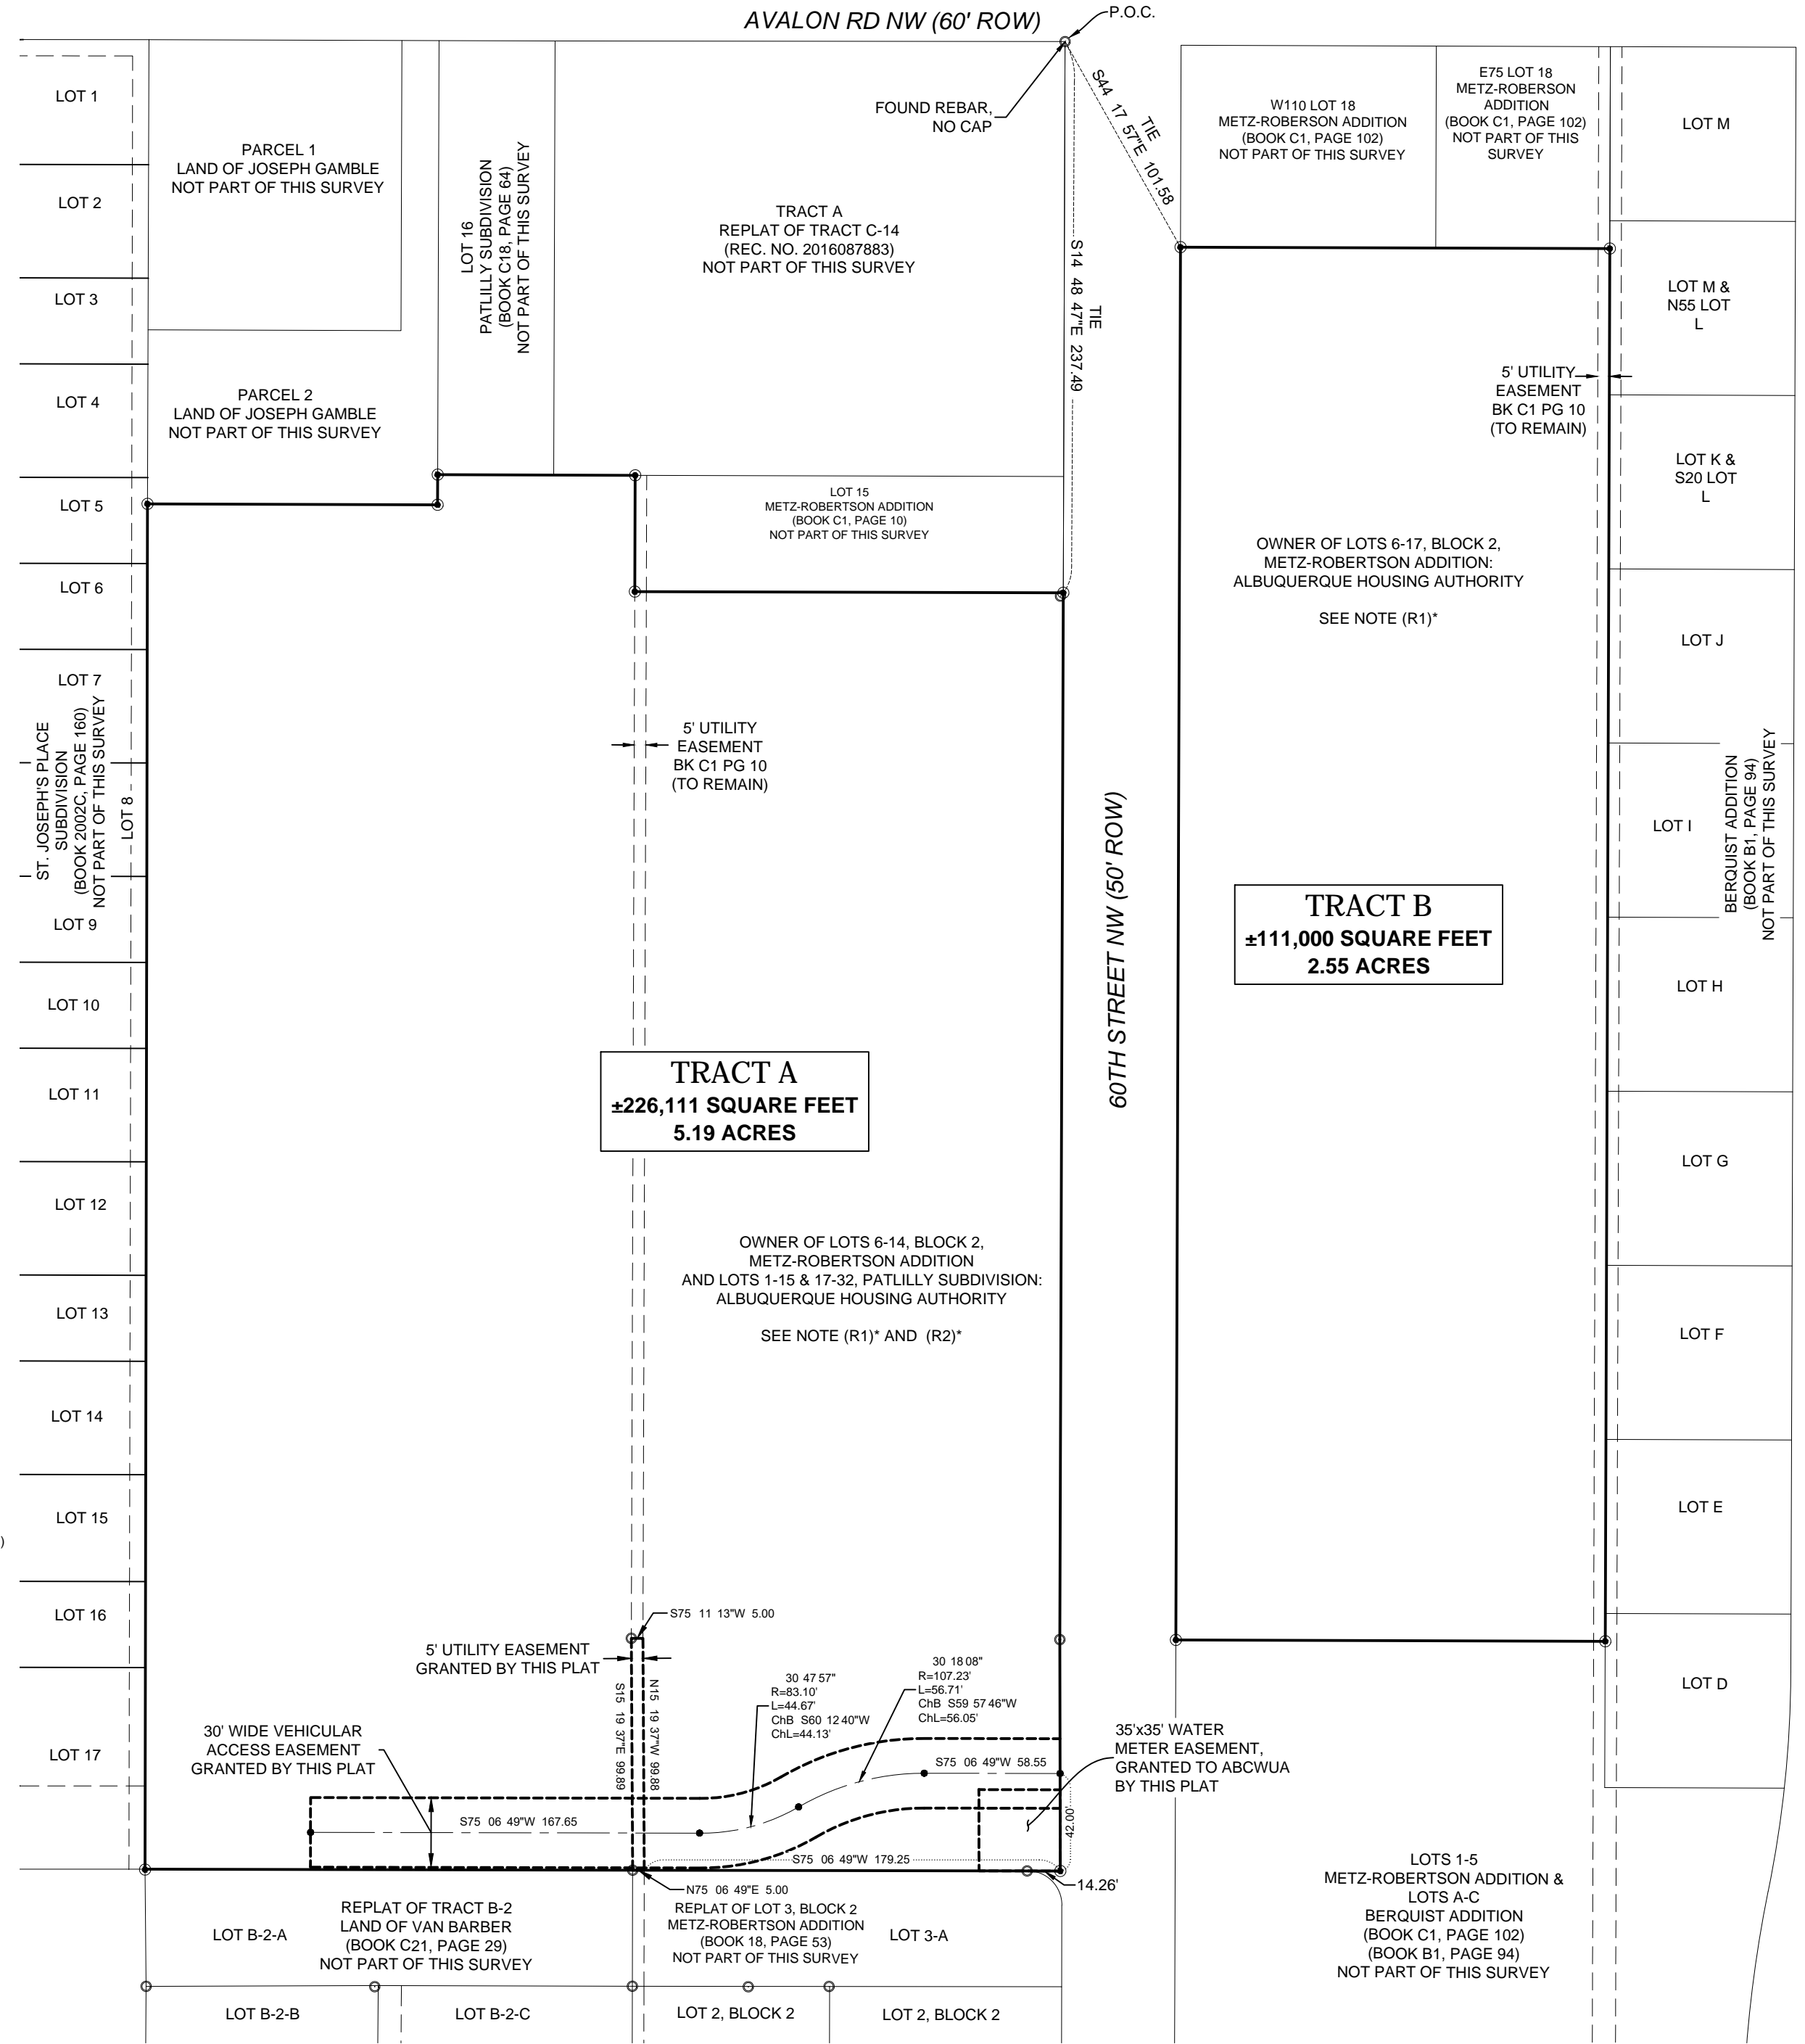 AVALON RD NW (60' ROW)
P.O.C.
FOUND REBAR,
NO CAP
TIE
S44 17 57"E 101.58
TIE
S14 48 47"E 237.49
LOT 1
LOT 2
LOT 3
LOT 4
LOT 5
LOT 6
LOT 7
LOT 8
ST. JOSEPH'S PLACE
SUBDIVISION
(BOOK 2002C, PAGE 160)
NOT PART OF THIS SURVEY
LOT 9
LOT 10
LOT 11
LOT 12
LOT 13
LOT 14
LOT 15
)
LOT 16
LOT 17
PARCEL 1
LAND OF JOSEPH GAMBLE
NOT PART OF THIS SURVEY
PARCEL 2
LAND OF JOSEPH GAMBLE
NOT PART OF THIS SURVEY
LOT 16
PATLILLY SUBDIVISION
(BOOK C18, PAGE 64)
NOT PART OF THIS SURVEY
TRACT A
REPLAT OF TRACT C-14
(REC. NO. 2016087883)
NOT PART OF THIS SURVEY
LOT 15
METZ-ROBERTSON ADDITION
(BOOK C1, PAGE 10)
NOT PART OF THIS SURVEY
W110 LOT 18
METZ-ROBERSON ADDITION
(BOOK C1, PAGE 102)
NOT PART OF THIS SURVEY
E75 LOT 18
METZ-ROBERSON
ADDITION
(BOOK C1, PAGE 102)
NOT PART OF THIS
SURVEY
LOT M
LOT M &
N55 LOT
L
LOT K &
S20 LOT
L
LOT J
LOT I
BERQUIST ADDITION
(BOOK B1, PAGE 94)
NOT PART OF THIS SURVEY
LOT H
LOT G
LOT F
LOT E
LOT D
5' UTILITY
EASEMENT
BK C1 PG 10
(TO REMAIN)
OWNER OF LOTS 6-17, BLOCK 2,
METZ-ROBERTSON ADDITION:
ALBUQUERQUE HOUSING AUTHORITY
SEE NOTE (R1)*
5' UTILITY
EASEMENT
BK C1 PG 10
(TO REMAIN)
60TH STREET NW (50' ROW)
TRACT B
±111,000 SQUARE FEET
2.55 ACRES
TRACT A
±226,111 SQUARE FEET
5.19 ACRES
OWNER OF LOTS 6-14, BLOCK 2,
METZ-ROBERTSON ADDITION
AND LOTS 1-15 & 17-32, PATLILLY SUBDIVISION:
ALBUQUERQUE HOUSING AUTHORITY
SEE NOTE (R1)* AND (R2)*
S75 11 13"W 5.00
5' UTILITY EASEMENT
GRANTED BY THIS PLAT
S15 19 37"E 99.89
N15 19 37"W 99.88
30 47 57"
R=83.10'
L=44.67'
ChB S60 12 40"W
ChL=44.13'
30 18 08"
R=107.23'
L=56.71'
ChB S59 57 46"W
ChL=56.05'
30' WIDE VEHICULAR
ACCESS EASEMENT
GRANTED BY THIS PLAT
35'x35' WATER
METER EASEMENT,
GRANTED TO ABCWUA
BY THIS PLAT
S75 06 49"W 58.55
S75 06 49"W 167.65
42.00'
S75 06 49"W 179.25
14.26'
N75 06 49"E 5.00
LOT B-2-A
REPLAT OF TRACT B-2
LAND OF VAN BARBER
(BOOK C21, PAGE 29)
NOT PART OF THIS SURVEY
REPLAT OF LOT 3, BLOCK 2
METZ-ROBERTSON ADDITION
(BOOK 18, PAGE 53)
NOT PART OF THIS SURVEY
LOT 3-A
LOTS 1-5
METZ-ROBERTSON ADDITION &
LOTS A-C
BERQUIST ADDITION
(BOOK C1, PAGE 102)
(BOOK B1, PAGE 94)
NOT PART OF THIS SURVEY
LOT B-2-B
LOT B-2-C
LOT 2, BLOCK 2
LOT 2, BLOCK 2